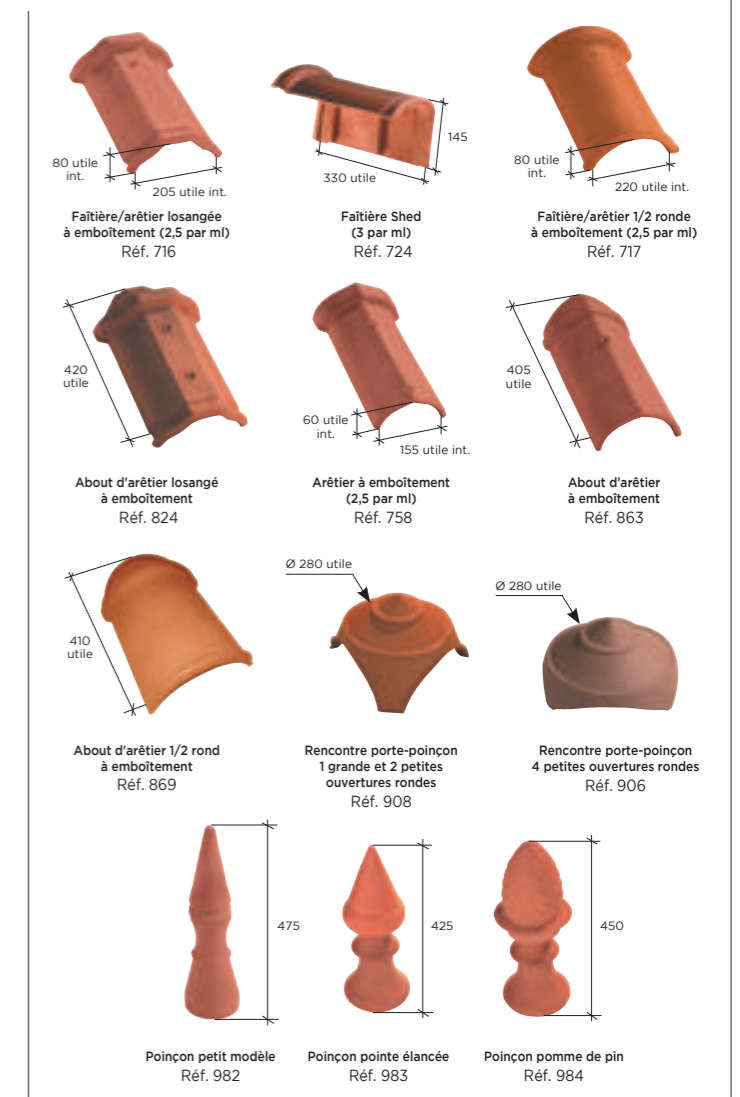 80 utile
int.
205 utile int.
Faîtière/arêtier losangée
à emboîtement (2,5 par ml)
Réf. 716
145
330 utile
Faîtière Shed
(3 par ml)
Réf. 724
80 utile
int.
220 utile int.
Faîtière/arêtier 1/2 ronde
à emboîtement (2,5 par ml)
Réf. 717
420
utile
About d'arêtier losangé
à emboîtement
Réf. 824
60 utile
int.
155 utile int.
Arêtier à emboîtement
(2,5 par ml)
Réf. 758
405
utile
About d'arêtier
à emboîtement
Réf. 863
410
utile
About d'arêtier 1/2 rond
à emboîtement
Réf. 869
Ø 280 utile
Rencontre porte-poinçon
1 grande et 2 petites
ouvertures rondes
Réf. 908
Ø 280 utile
Rencontre porte-poinçon
4 petites ouvertures rondes
Réf. 906
475
Poinçon petit modèle
Réf. 982
425
Poinçon pointe élancée
Réf. 983
450
Poinçon pomme de pin
Réf. 984